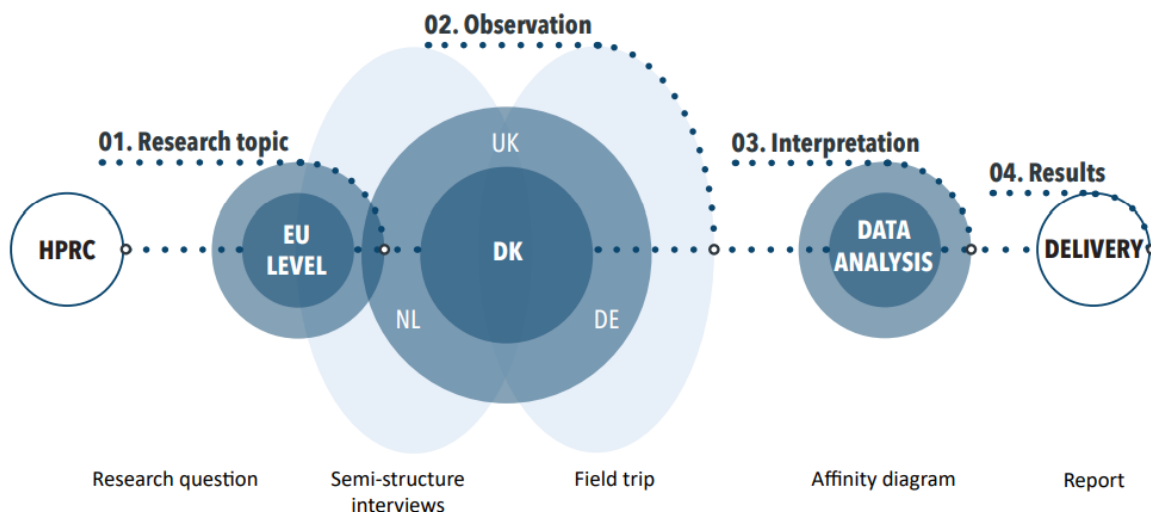 02. Observation
01. Research topic
UK
03. Interpretation
04. Results
HPRC
EU
LEVEL
DK
DATA
ANALYSIS
DELIVERY
NL
DE
Research question
Semi-structure
interviews
Field trip
Affinity diagram
Report